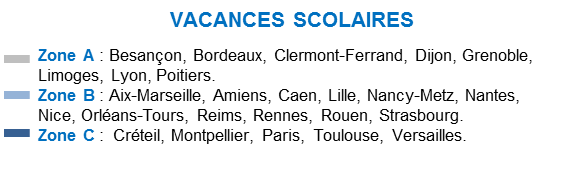 VACANCES SCOLAIRES
Zone A : Besançon, Bordeaux, Clermont-Ferrand, Dijon, Grenoble,
Limoges, Lyon, Poitiers.
Zone B : Aix-Marseille, Amiens, Caen, Lille, Nancy-Metz, Nantes,
Nice, Orléans-Tours, Reims, Rennes, Rouen, Strasbourg.
Zone C : Créteil, Montpellier, Paris, Toulouse, Versailles.